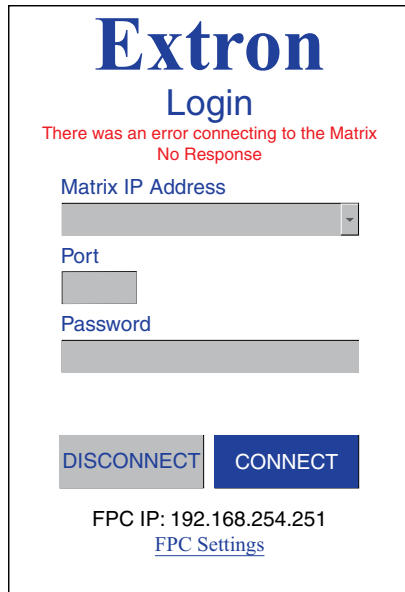 Extron
Login
There was an error connecting to the Matrix
No Response
Matrix IP Address
Port
Password
DISCONNECT
CONNECT
FPC IP: 192.168.254.251
FPC Settings